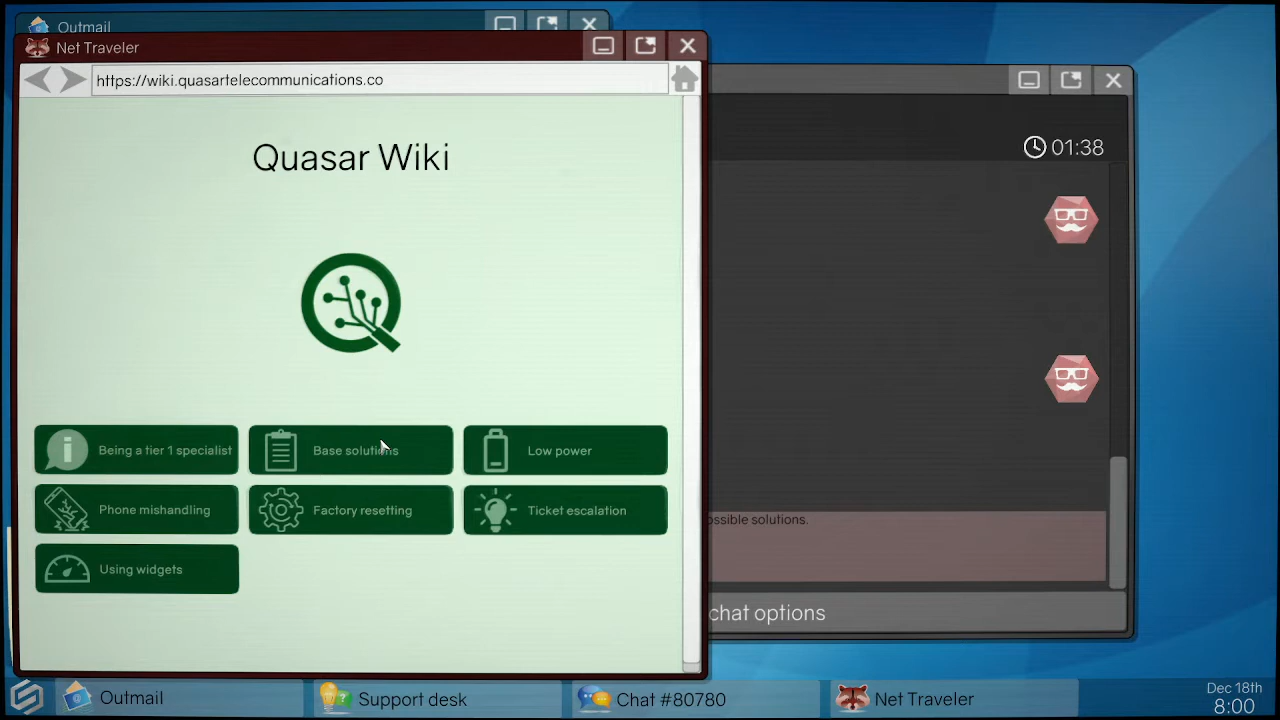 Outmail
Net Traveler
https://wiki.quasartelecommunications.co
01:38
Quasar Wiki
Being a tier 1 specialist
Base solutions
Low power
Phone mishandling
Factory resetting
Ticket escalation
Using widgets
ossible solutions.
chat options
Outmail
Support desk
Chat #80780
Net Traveler
Dec 18th
8:00